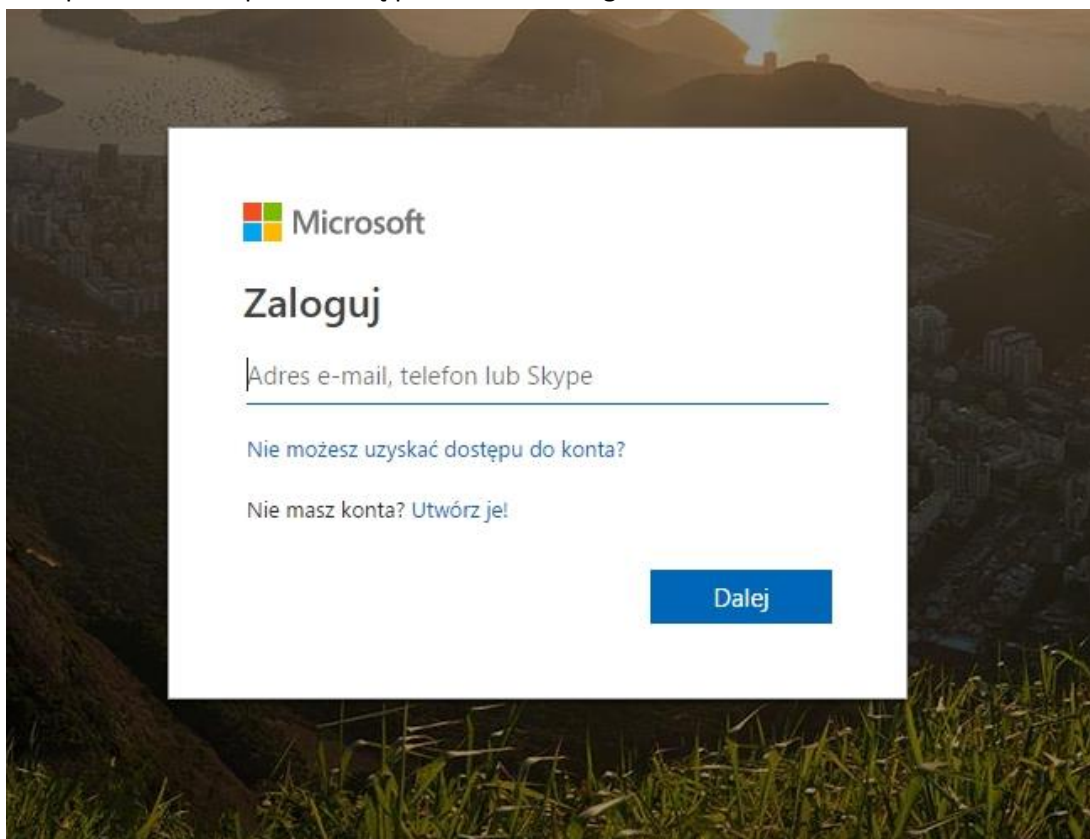 Microsoft
Zaloguj
Adres e-mail, telefon lub Skype
Nie możesz uzyskać dostępu do konta?
Nie masz konta? Utwórz je!
Dalej